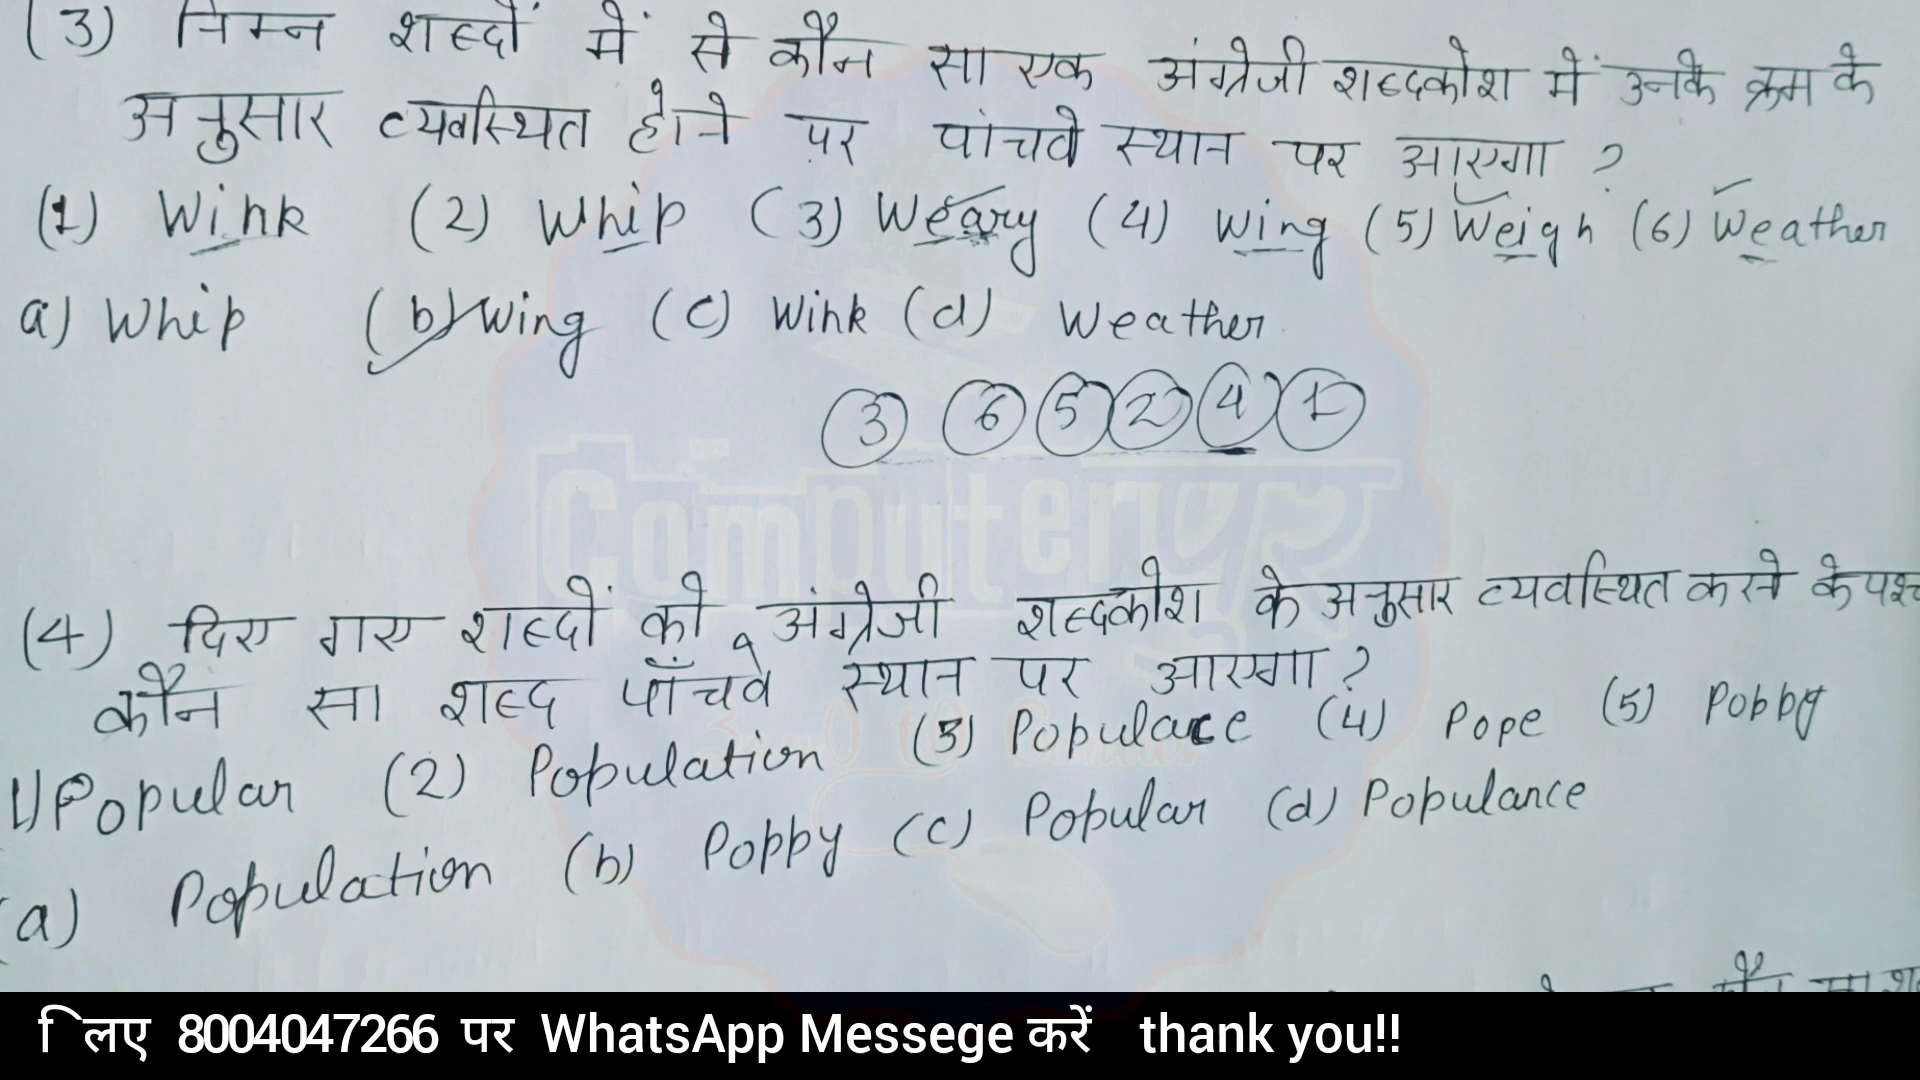 (3) निम्न शब्दों में से कौन सा एक अंग्रेजी शब्दकोश में उनके क्रम के
अनुसार व्यवस्थित होने पर पांचवे स्थान पर आएगा ?
(1) Wink (2) Whip (3) Weary (4) Wing (5) Weigh (6) Weather
a) Whip (b) Wing (c) Wink (d) Weather
3 6 5 2 4 1
Computer गुरु
(4) दिए गए शब्दों को अंग्रेजी शब्दकोश के अनुसार व्यवस्थित करने के पश्च
कौन सा शब्द पाँचवे स्थान पर आएगा ?
1) Popular (2) Population (3) Populace (4) Pope (5) Poppy
(a) Population (b) Poppy (c) Popular (d) Populance
लिए 8004047266 पर WhatsApp Messege करें thank you!!